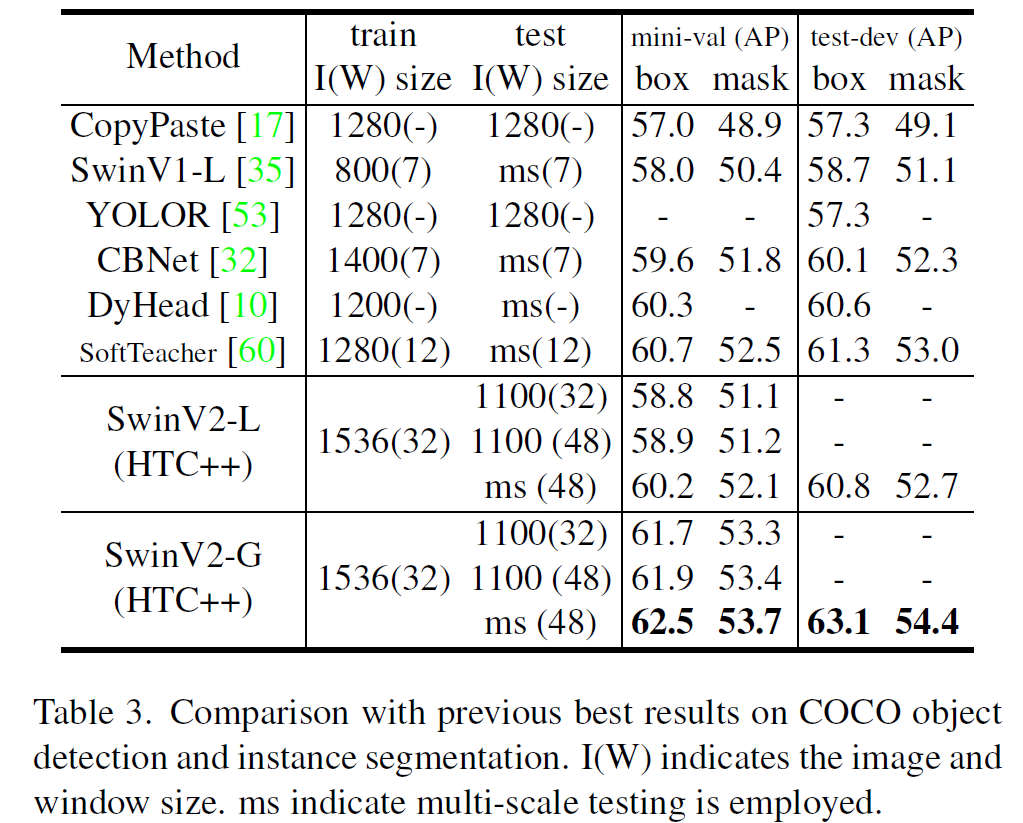 Method train test mini-val (AP) test-dev (AP)
I(W) size I(W) size box mask box mask
CopyPaste [17] 1280(-) 1280(-) 57.0 48.9 57.3 49.1
SwinV1-L [35] 800(7) ms(7) 58.0 50.4 58.7 51.1
YOLOR [53] 1280(-) 1280(-) - - 57.3 -
CBNet [32] 1400(7) ms(7) 59.6 51.8 60.1 52.3
DyHead [10] 1200(-) ms(-) 60.3 - 60.6 -
SoftTeacher [60] 1280(12) ms(12) 60.7 52.5 61.3 53.0
SwinV2-L (HTC++) 1536(32) 1100(32) 58.8 51.1 - -
1100 (48) 58.9 51.2 - -
ms (48) 60.2 52.1 60.8 52.7
SwinV2-G (HTC++) 1536(32) 1100(32) 61.7 53.3 - -
1100 (48) 61.9 53.4 - -
ms (48) 62.5 53.7 63.1 54.4
Table 3. Comparison with previous best results on COCO object
detection and instance segmentation. I(W) indicates the image and
window size. ms indicate multi-scale testing is employed.